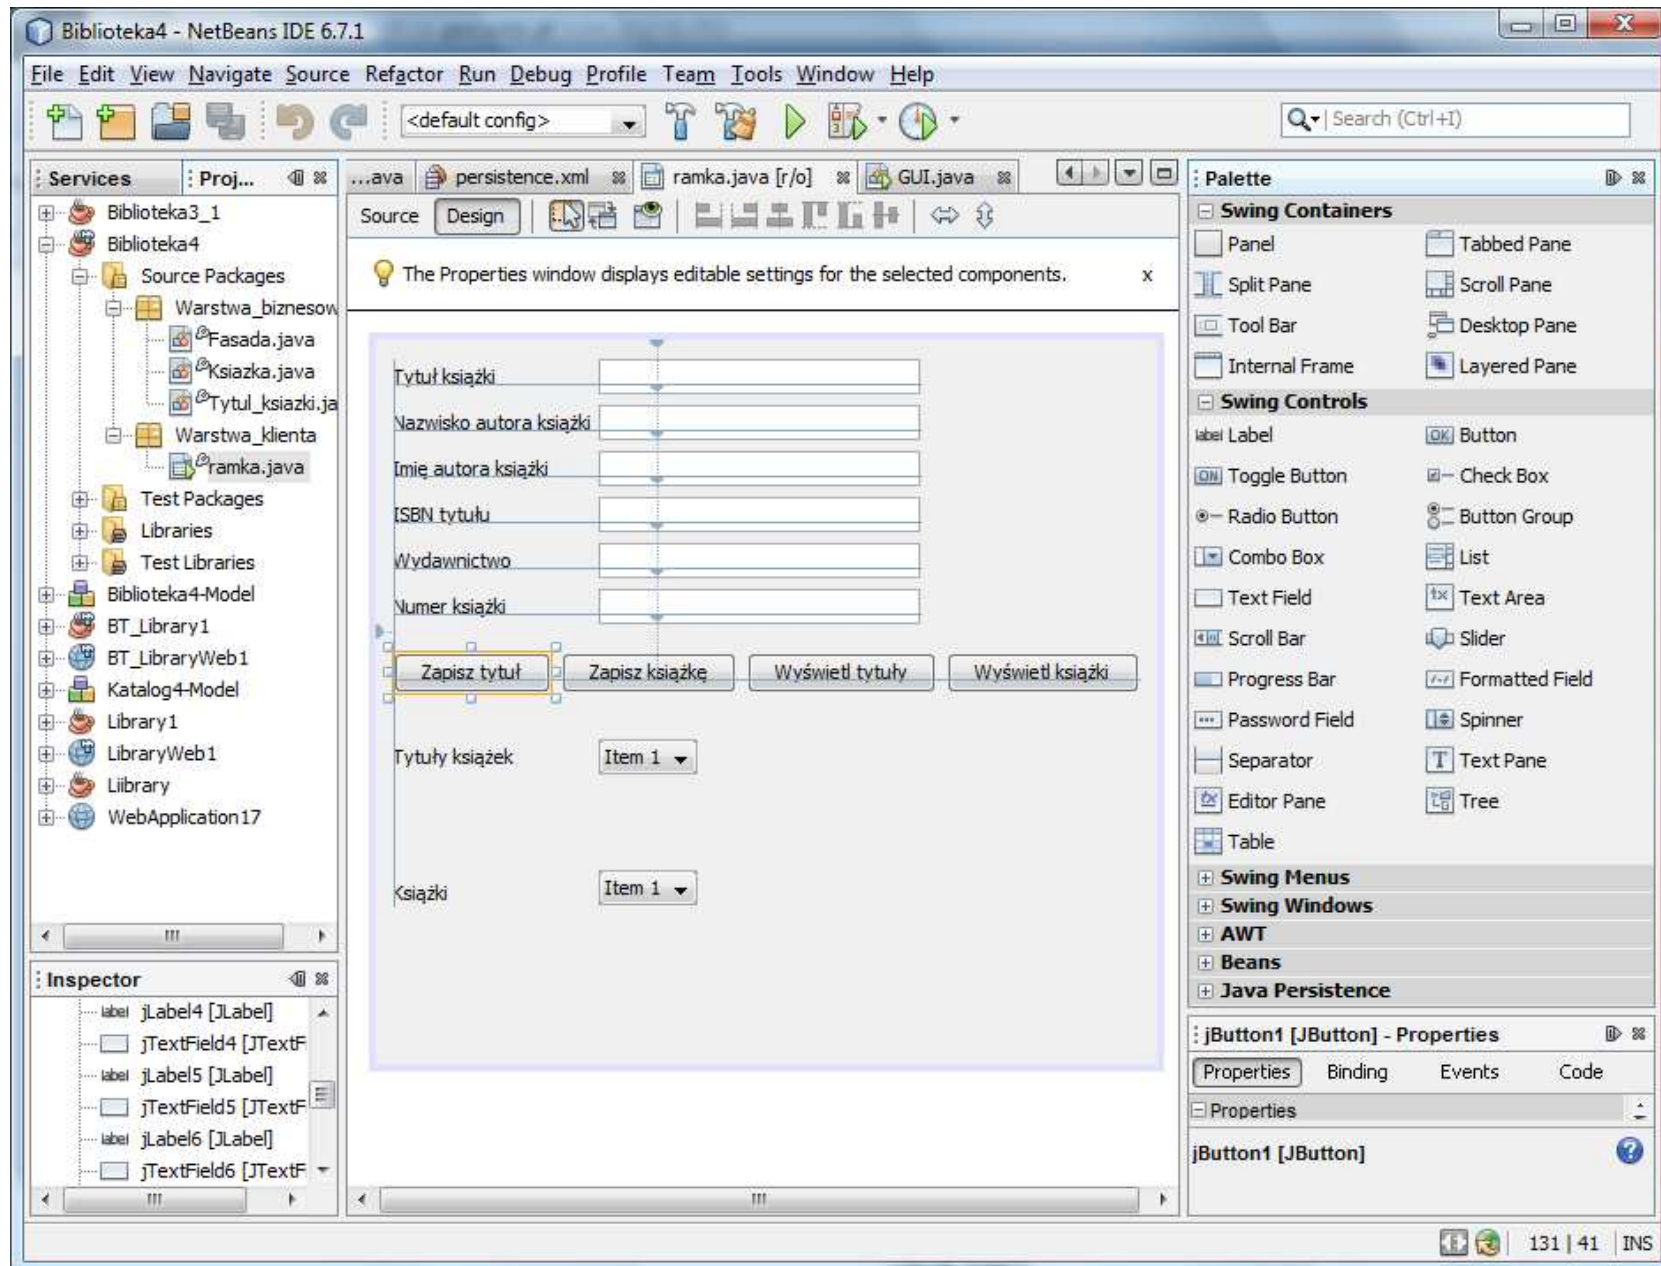 Biblioteka4 - NetBeans IDE 6.7.1
File Edit View Navigate Source Refactor Run Debug Profile Team Tools Window Help
<default config>
Search (Ctrl+I)
Services
Proj...
Biblioteka3_1
Biblioteka4
Source Packages
Warstwa_biznesow
Fasada.java
Ksiazka.java
Tytul_ksiazki.ja
Warstwa_klienta
ramka.java
Test Packages
Libraries
Test Libraries
Biblioteka4-Model
BT_Library1
BT_LibraryWeb1
Katalog4-Model
Library1
LibraryWeb1
Liibrary
WebApplication17
Inspector
label jLabel4 [JLabel]
jTextField4 [JTextF
label jLabel5 [JLabel]
jTextField5 [JTextF
label jLabel6 [JLabel]
jTextField6 [JTextF
...ava persistence.xml ramka.java [r/o] GUI.java
Source Design
The Properties window displays editable settings for the selected components. x
Tytuł książki
Nazwisko autora książki
Imię autora książki
ISBN tytułu
Wydawnictwo
Numer książki
Zapisz tytuł Zapisz książkę Wyświetl tytuły Wyświetl książki
Tytuły książek Item 1
Książki Item 1
Palette
Swing Containers
Panel Tabbed Pane
Split Pane Scroll Pane
Tool Bar Desktop Pane
Internal Frame Layered Pane
Swing Controls
label Label OK Button
ON Toggle Button Check Box
Radio Button Button Group
Combo Box List
Text Field Text Area
Scroll Bar Slider
Progress Bar Formatted Field
Password Field Spinner
Separator Text Pane
Editor Pane Tree
Table
Swing Menus
Swing Windows
AWT
Beans
Java Persistence
jButton1 [JButton] - Properties
Properties Binding Events Code
Properties
jButton1 [JButton]
131 | 41 INS